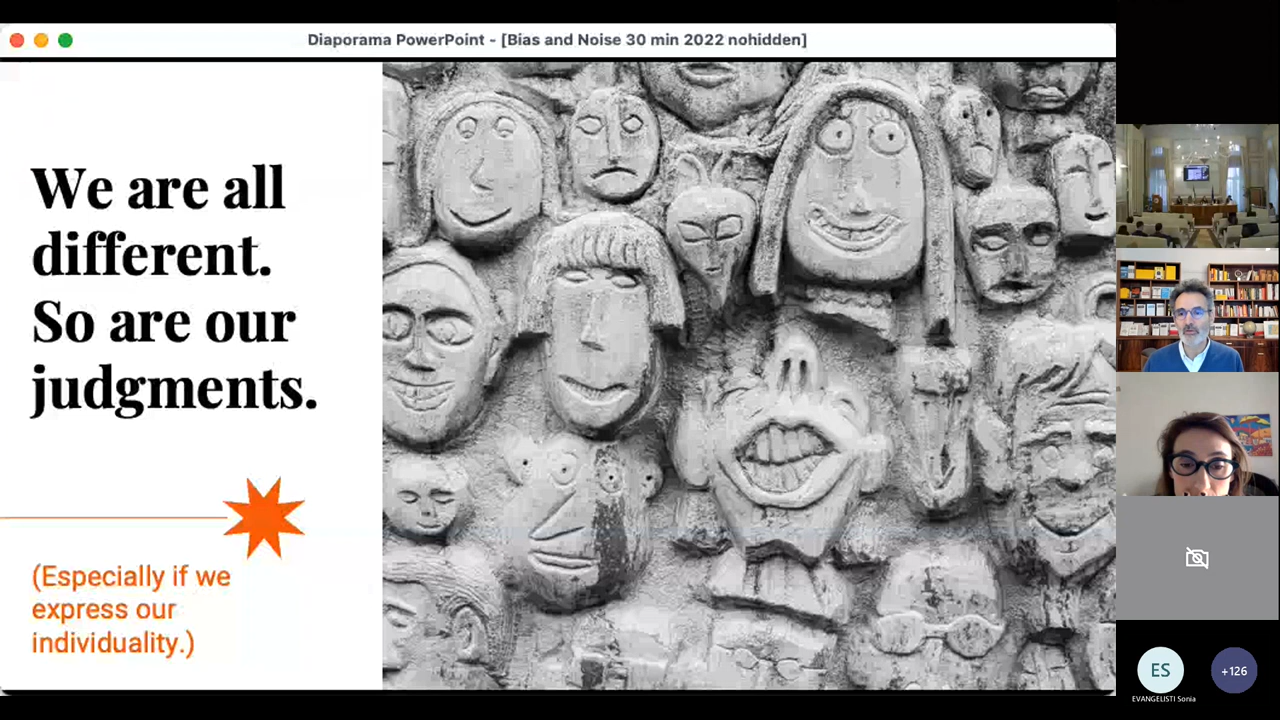 Diaporama PowerPoint - [Bias and Noise 30 min 2022 nohidden]
We are all
different.
So are our
judgments.
(Especially if we
express our
individuality.)
ES
+126
EVANGELISTI Sonia